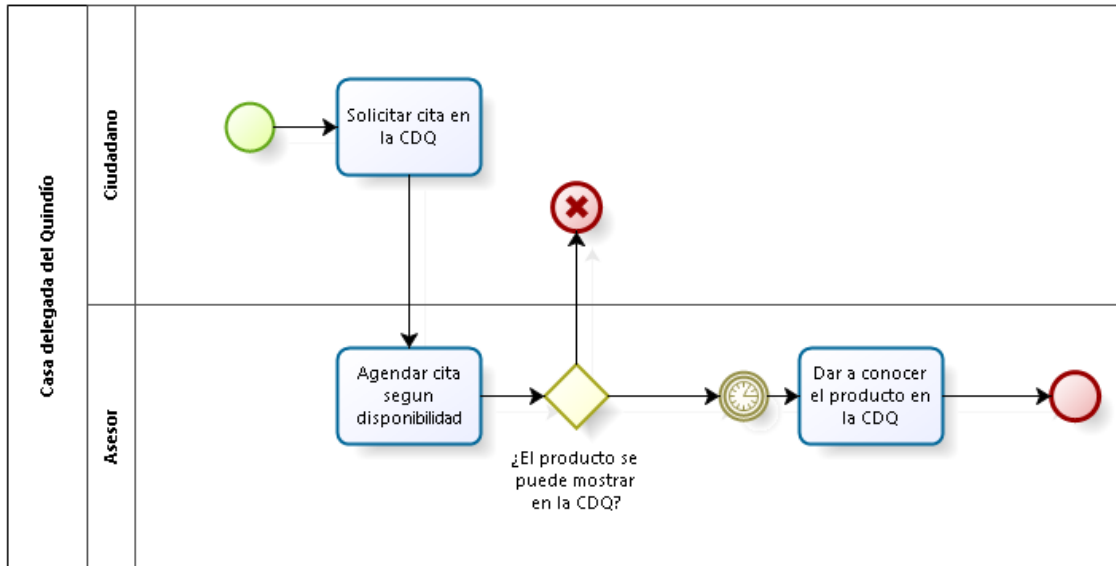 Casa delegada del Quindío
Ciudadano
Solicitar cita en
la CDQ
Asesor
Agendar cita
segun
disponibilidad
¿El producto se
puede mostrar
en la CDQ?
Dar a conocer
el producto en
la CDQ